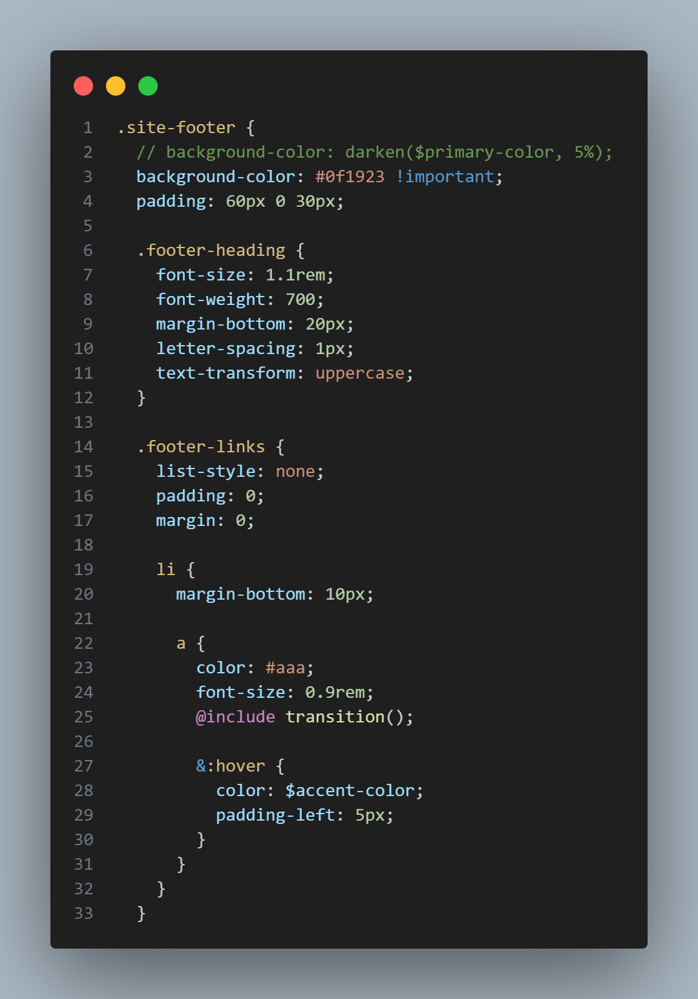 1 .site-footer {
2   // background-color: darken($primary-color, 5%);
3   background-color: #0f1923 !important;
4   padding: 60px 0 30px;
5
6   .footer-heading {
7     font-size: 1.1rem;
8     font-weight: 700;
9     margin-bottom: 20px;
10     letter-spacing: 1px;
11     text-transform: uppercase;
12   }
13
14   .footer-links {
15     list-style: none;
16     padding: 0;
17     margin: 0;
18
19     li {
20       margin-bottom: 10px;
21
22       a {
23         color: #aaa;
24         font-size: 0.9rem;
25         @include transition();
26
27         &:hover {
28           color: $accent-color;
29           padding-left: 5px;
30         }
31       }
32     }
33   }